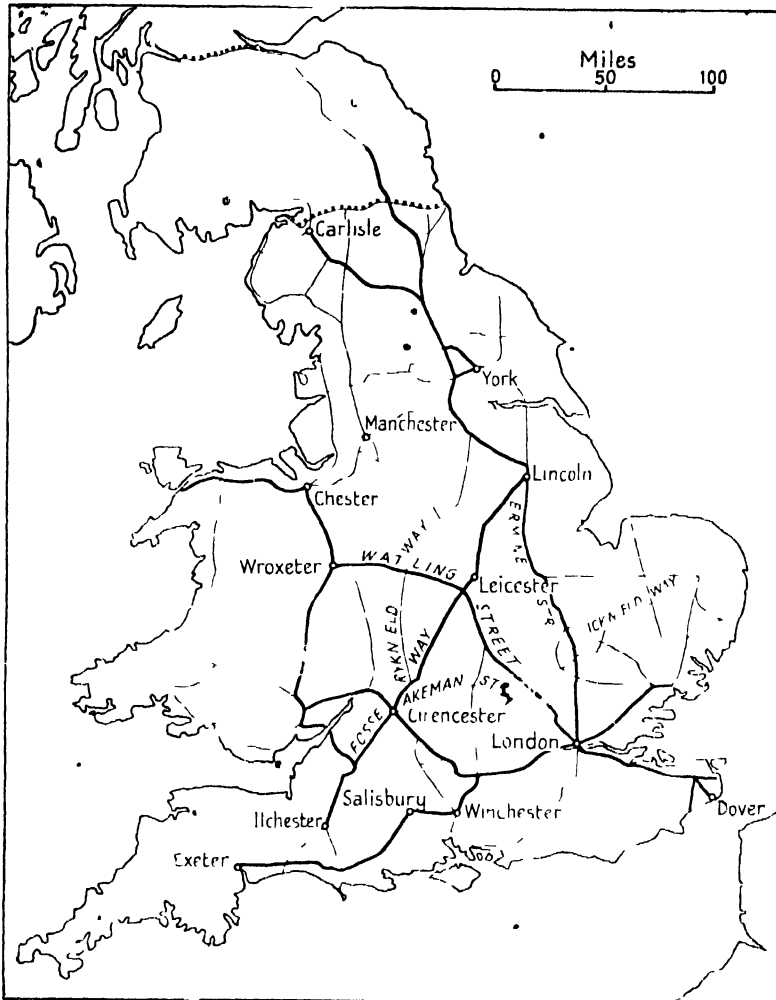 Miles
0 50 100
Carlisle
York
Manchester
Lincoln
Chester
ERMINE STR
WAY
Wroxeter
WATLING STREET
Leicester
ICKNIELD WAY
RYKNIELD
FOSSE WAY
AKEMAN ST
Cirencester
London
Salisbury
Winchester
Ilchester
Dover
Exeter